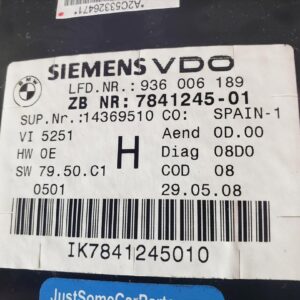 *A2C53326471*
SIEMENS VDO
LFD.NR.: 936 006 189
ZB NR: 7841245-01
SUP.Nr.: 14369510 CO: SPAIN-1
VI 5251 Aend 0D.00
HW 0E H Diag 08D0
SW 79.50.C1 COD 08
0501 29.05.08
IK7841245010
JustSomeCarParts